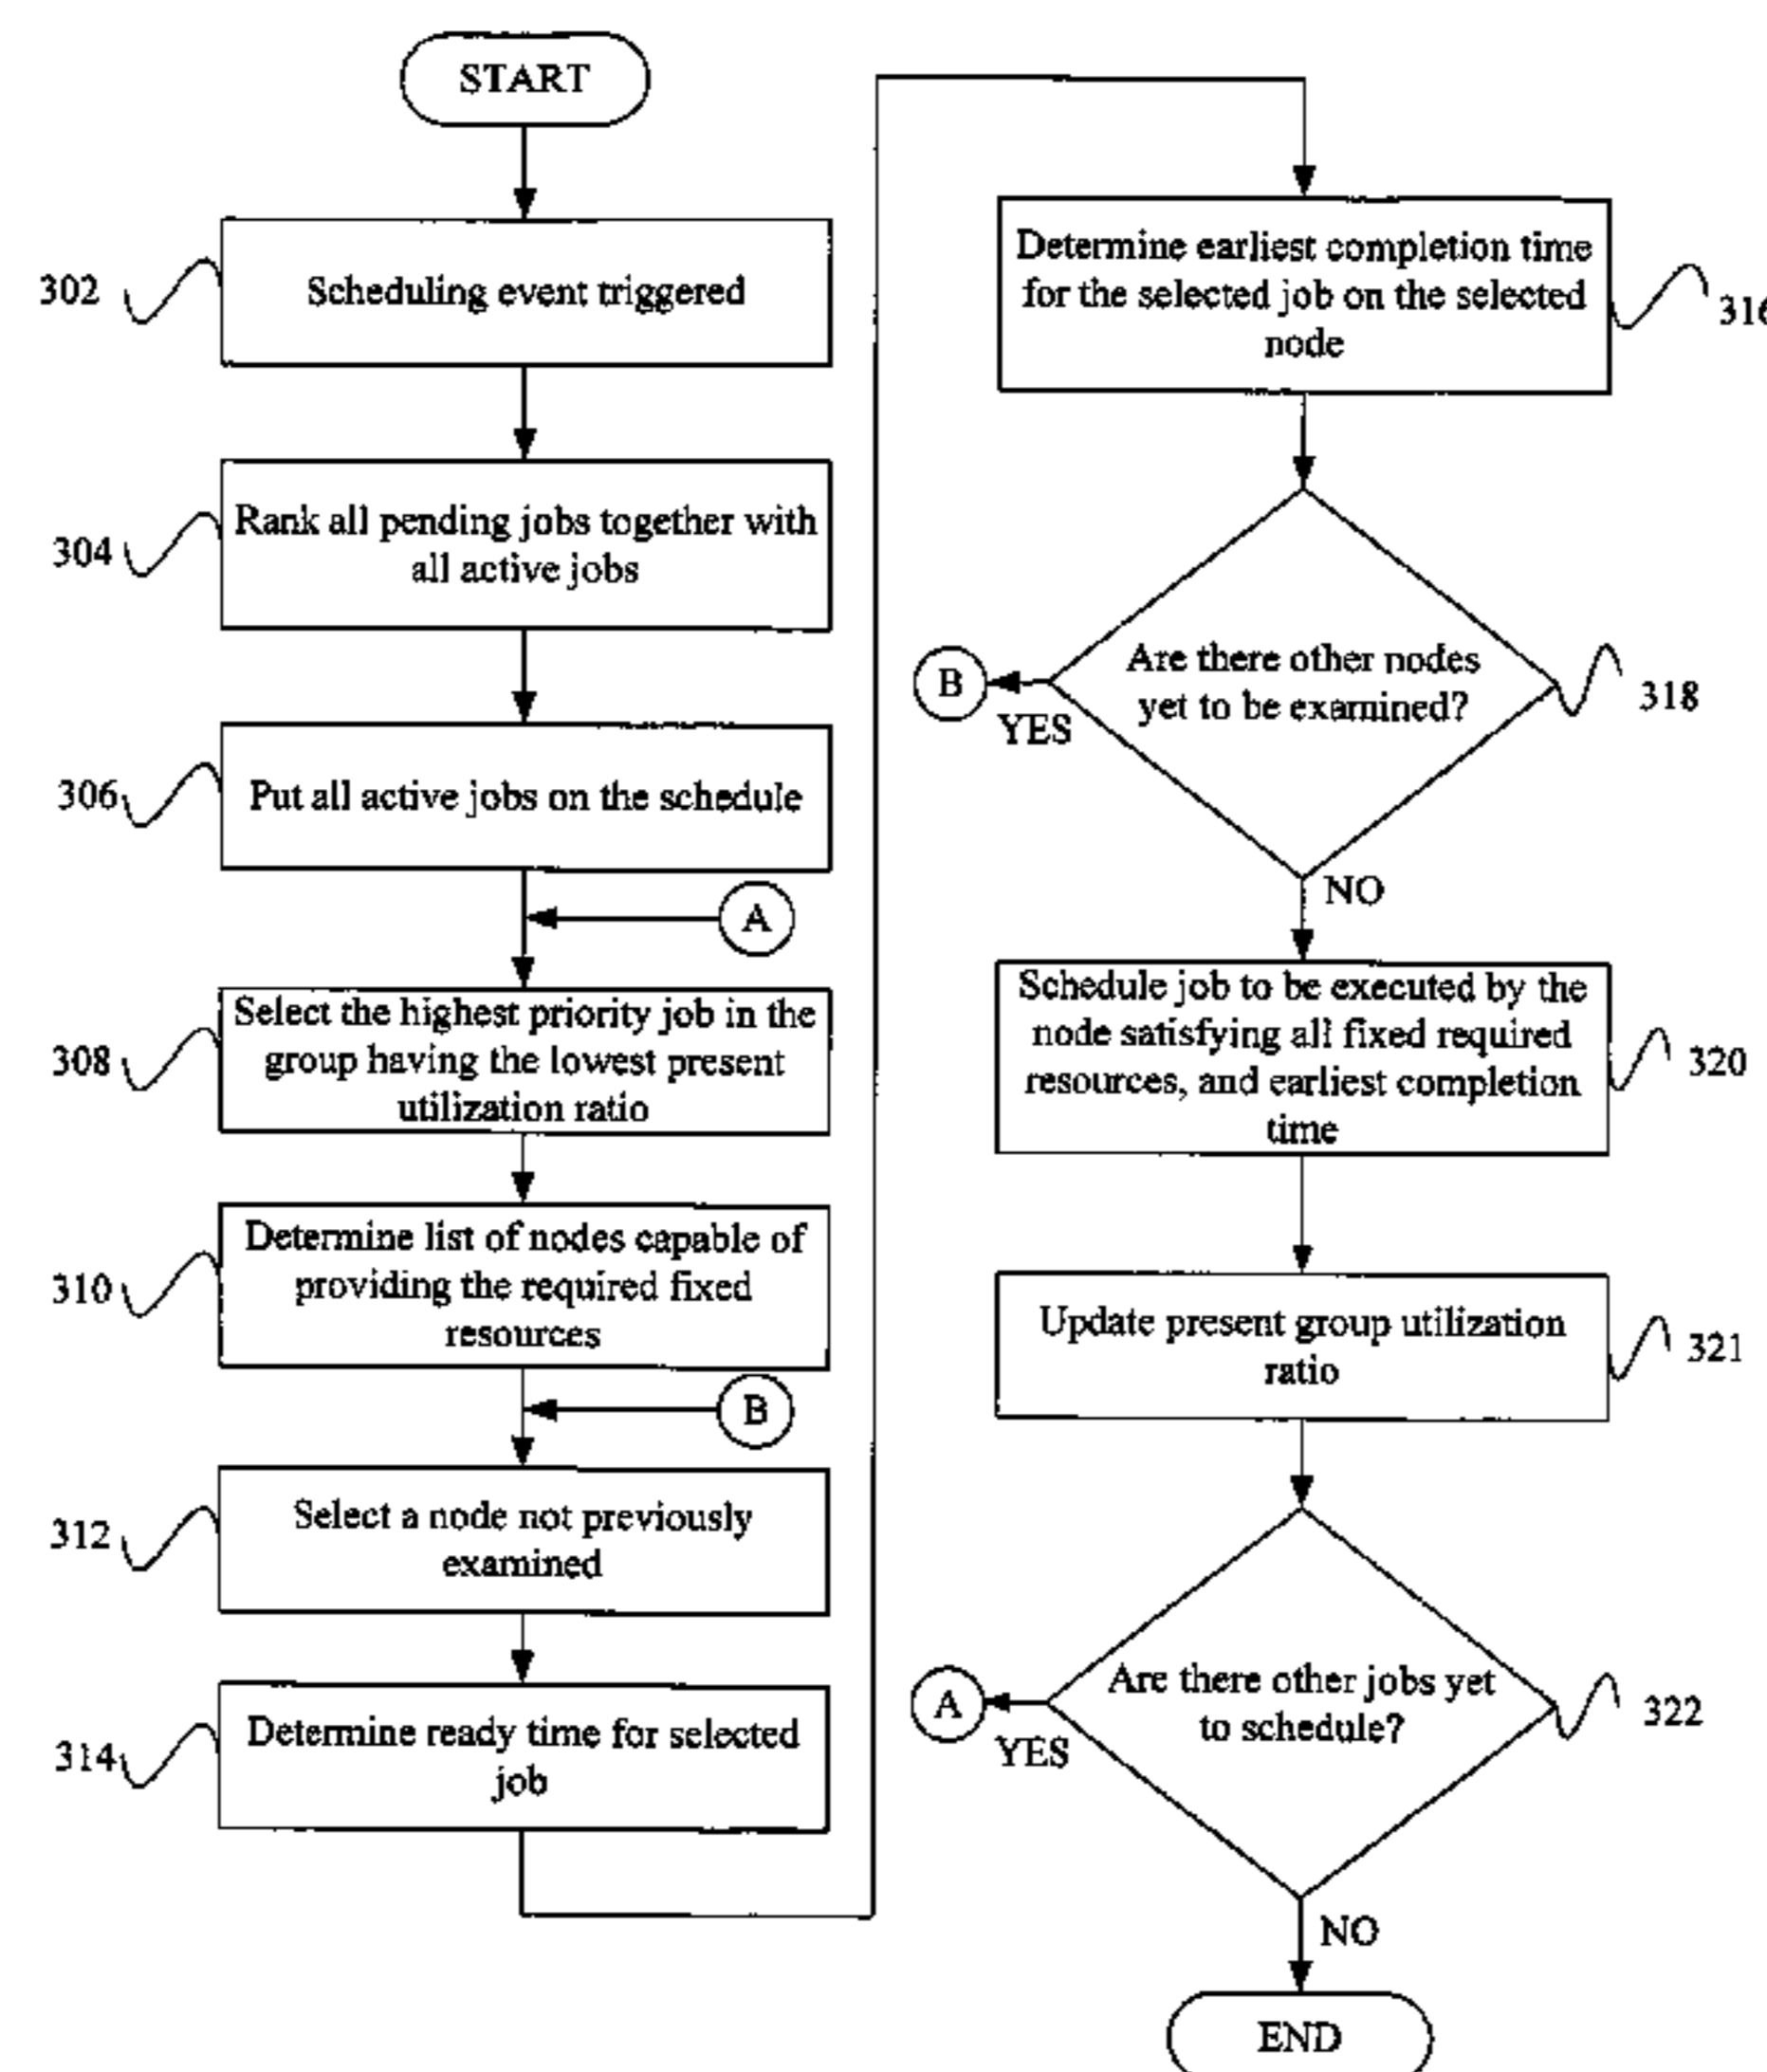 START
302
Scheduling event triggered
304
Rank all pending jobs together with
all active jobs
306
Put all active jobs on the schedule
A
308
Select the highest priority job in the
group having the lowest present
utilization ratio
310
Determine list of nodes capable of
providing the required fixed
resources
B
312
Select a node not previously
examined
314
Determine ready time for selected
job
Determine earliest completion time
for the selected job on the selected
node
316
Are there other nodes
yet to be examined?
318
B
YES
NO
Schedule job to be executed by the
node satisfying all fixed required
resources, and earliest completion
time
320
Update present group utilization
ratio
321
Are there other jobs yet
to schedule?
322
A
YES
NO
END